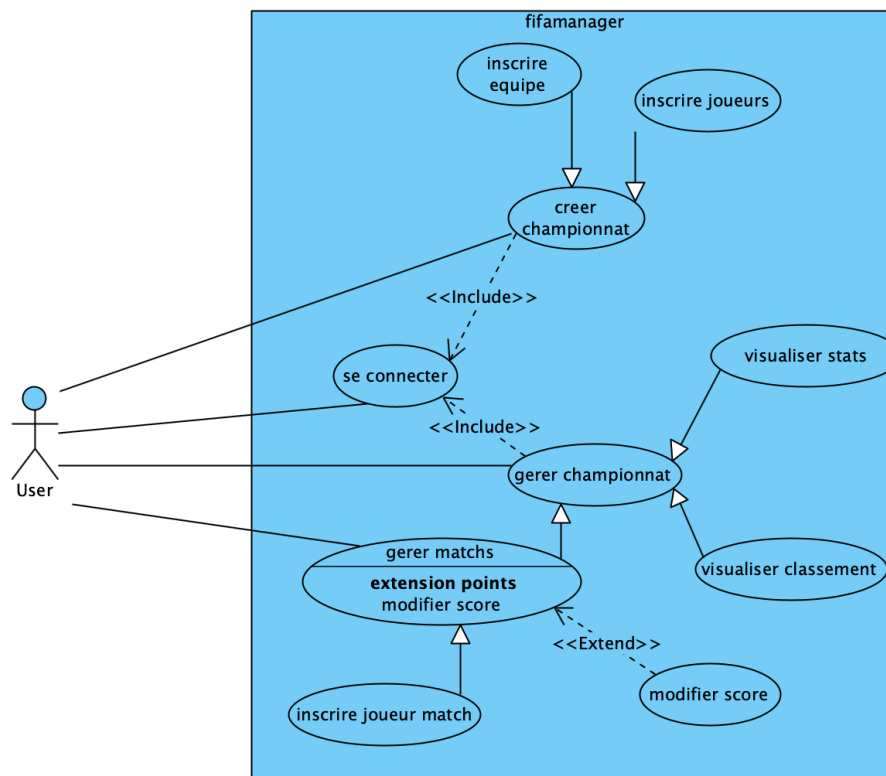 fifamanager
inscrire
equipe
inscrire joueurs
creer
championnat
<<Include>>
visualiser stats
se connecter
<<Include>>
gerer championnat
User
gerer matchs
visualiser classement
extension points
modifier score
<<Extend>>
modifier score
inscrire joueur match